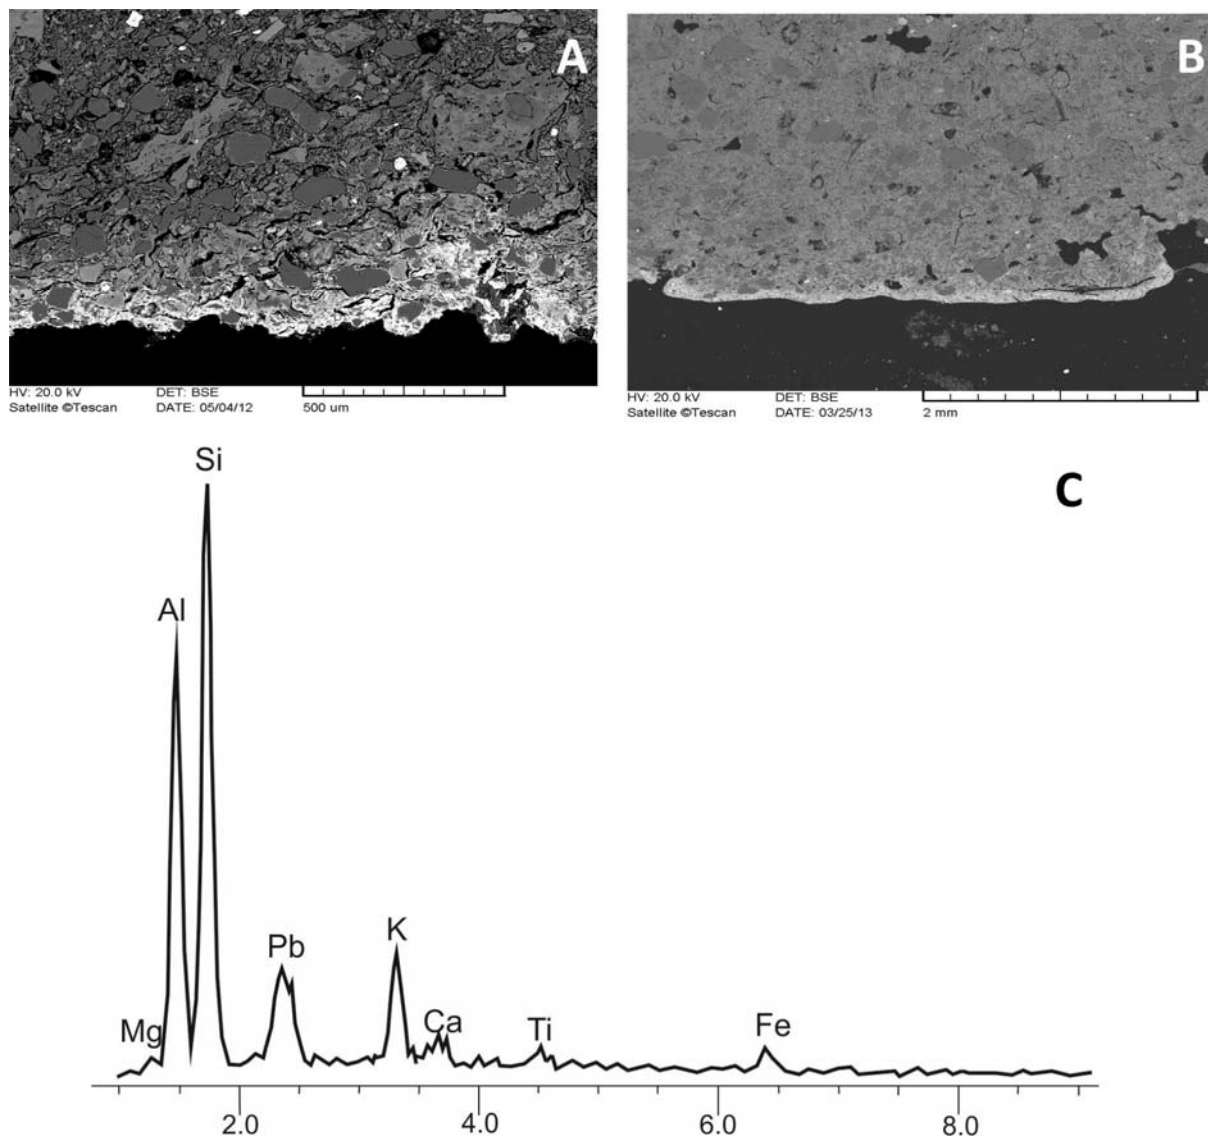 A
B
HV: 20.0 kV DET: BSE
Satellite ©Tescan DATE: 05/04/12 500 um
HV: 20.0 kV DET: BSE
Satellite ©Tescan DATE: 03/25/13 2 mm
C
Si
Al
Pb
K
Mg
Ca
Ti
Fe
2.0 4.0 6.0 8.0